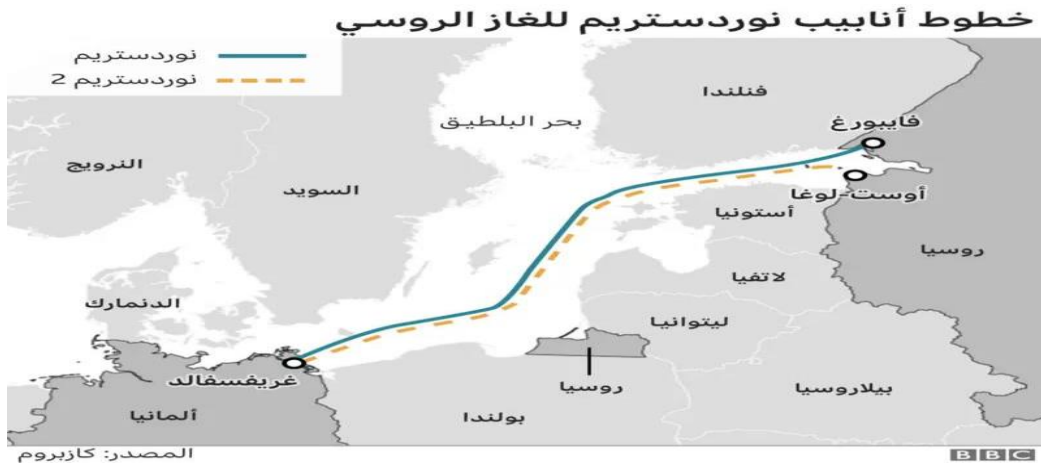 خطوط أنابيب نوردستريم للغاز الروسي
نوردستريم
نوردستريم 2
فنلندا
فايبورغ
بحر البلطيق
النرويج
السويد
أوست-لوغا
أستونيا
روسيا
لاتفيا
الدنمارك
ليتوانيا
غريفسفالد
روسيا
بيلاروسيا
ألمانيا
بولندا
المصدر: كازبروم
BBC